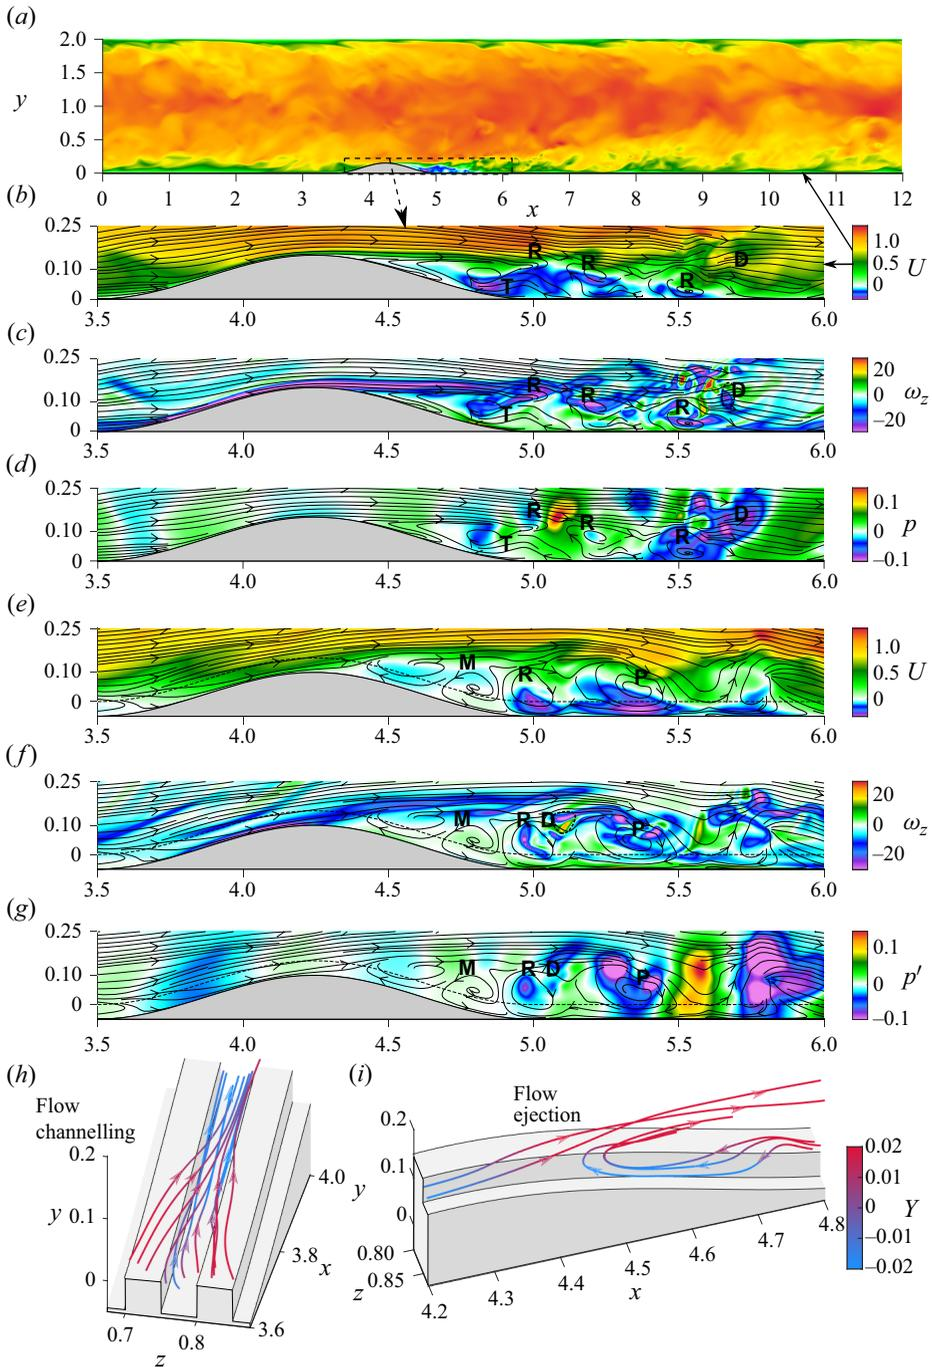 (a)
2.0
1.5
y 1.0
0.5
0
0 1 2 3 4 5 6 7 8 9 10 11 12
x
(b)
0.25
0.10
0
R R D T R
1.0
0.5
0
U
3.5 4.0 4.5 5.0 5.5 6.0
(c)
0.25
0.10
0
R R D T R
20
0
–20
ωz
3.5 4.0 4.5 5.0 5.5 6.0
(d)
0.25
0.10
0
R R D T R
0.1
0
–0.1
p
3.5 4.0 4.5 5.0 5.5 6.0
(e)
0.25
0.10
0
M R P
1.0
0.5
0
U
3.5 4.0 4.5 5.0 5.5 6.0
(f)
0.25
0.10
0
M R D P
20
0
–20
ωz
3.5 4.0 4.5 5.0 5.5 6.0
(g)
0.25
0.10
0
M R D P
0.1
0
–0.1
p′
3.5 4.0 4.5 5.0 5.5 6.0
(h)
Flow
channelling
0.2
y 0.1
0
0.7 0.8
z
3.6 3.8 4.0
x
(i)
Flow
ejection
0.2
0.1
y
0
0.80
z 0.85
4.2 4.3 4.4 4.5 4.6 4.7 4.8
x
0.02
0.01
0
–0.01
–0.02
Y